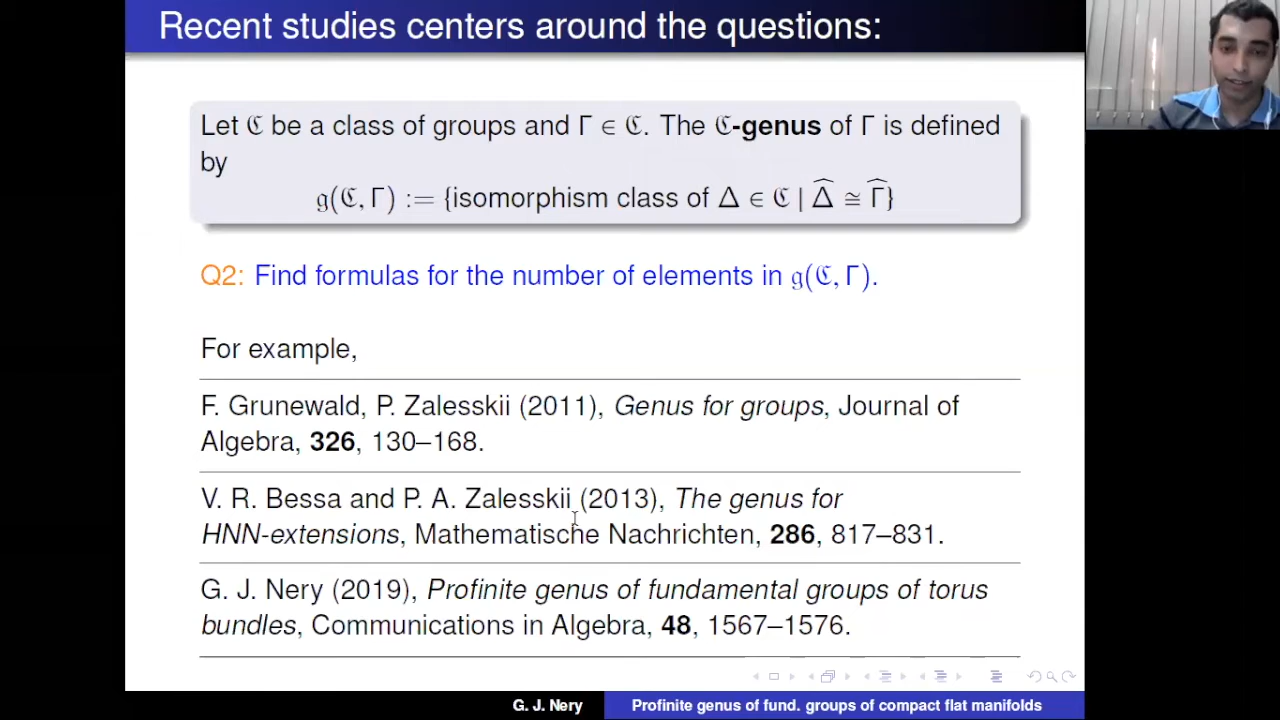 Recent studies centers around the questions:
Let ℭ be a class of groups and Γ ∈ ℭ. The ℭ-genus of Γ is defined
by
𝔤(ℭ, Γ) := {isomorphism class of Δ ∈ ℭ | Δ̂ ≅ Γ̂}
Q2: Find formulas for the number of elements in 𝔤(ℭ, Γ).
For example,
F. Grunewald, P. Zalesskii (2011), Genus for groups, Journal of
Algebra, 326, 130–168.
V. R. Bessa and P. A. Zalesskii (2013), The genus for
HNN-extensions, Mathematische Nachrichten, 286, 817–831.
G. J. Nery (2019), Profinite genus of fundamental groups of torus
bundles, Communications in Algebra, 48, 1567–1576.
G. J. Nery Profinite genus of fund. groups of compact flat manifolds